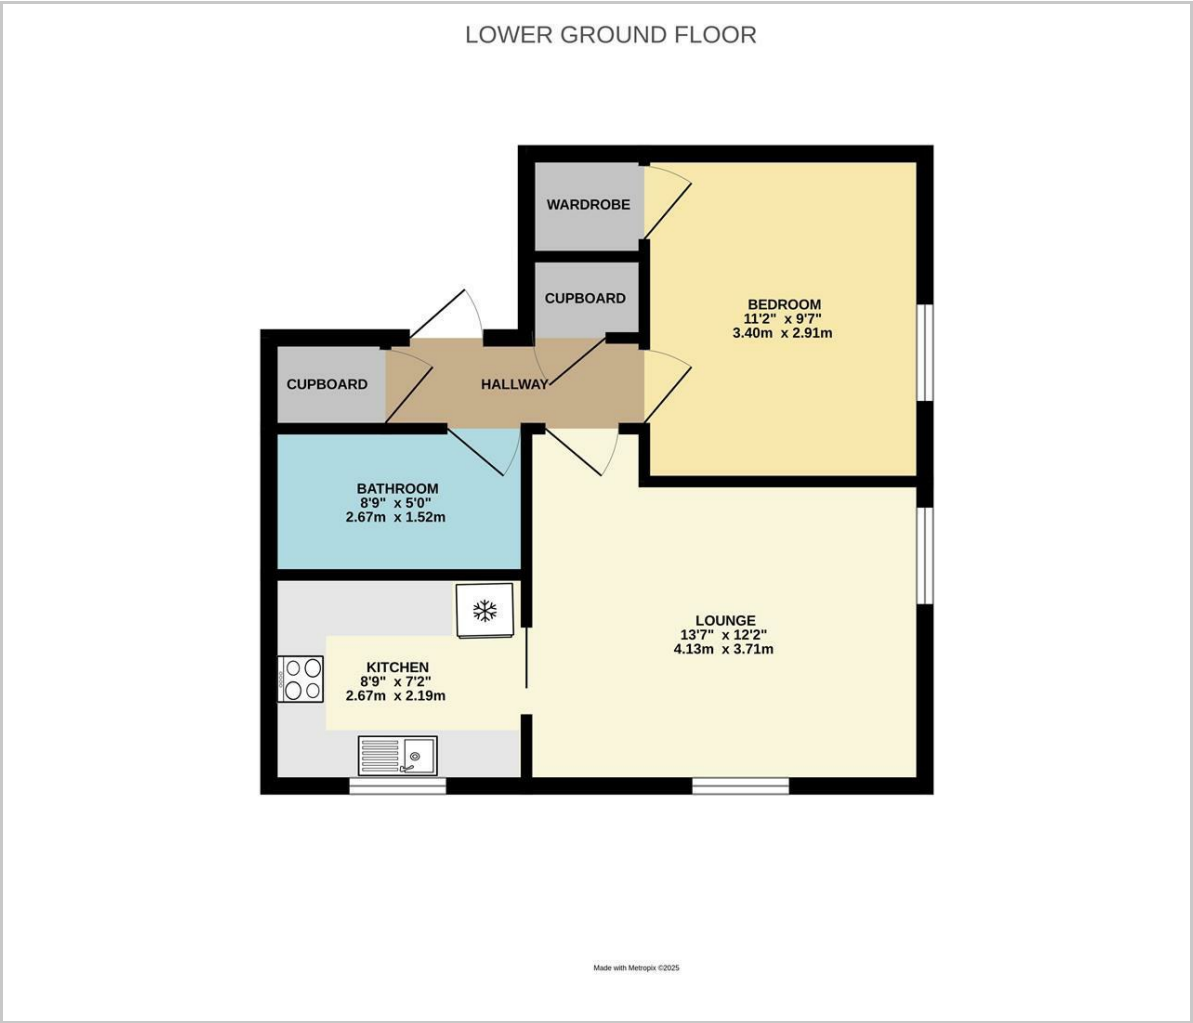 LOWER GROUND FLOOR
WARDROBE
CUPBOARD
BEDROOM
11'2" x 9'7"
3.40m x 2.91m
CUPBOARD
HALLWAY
BATHROOM
8'9" x 5'0"
2.67m x 1.52m
LOUNGE
13'7" x 12'2"
4.13m x 3.71m
KITCHEN
8'9" x 7'2"
2.67m x 2.19m
Made with Metropix ©2025